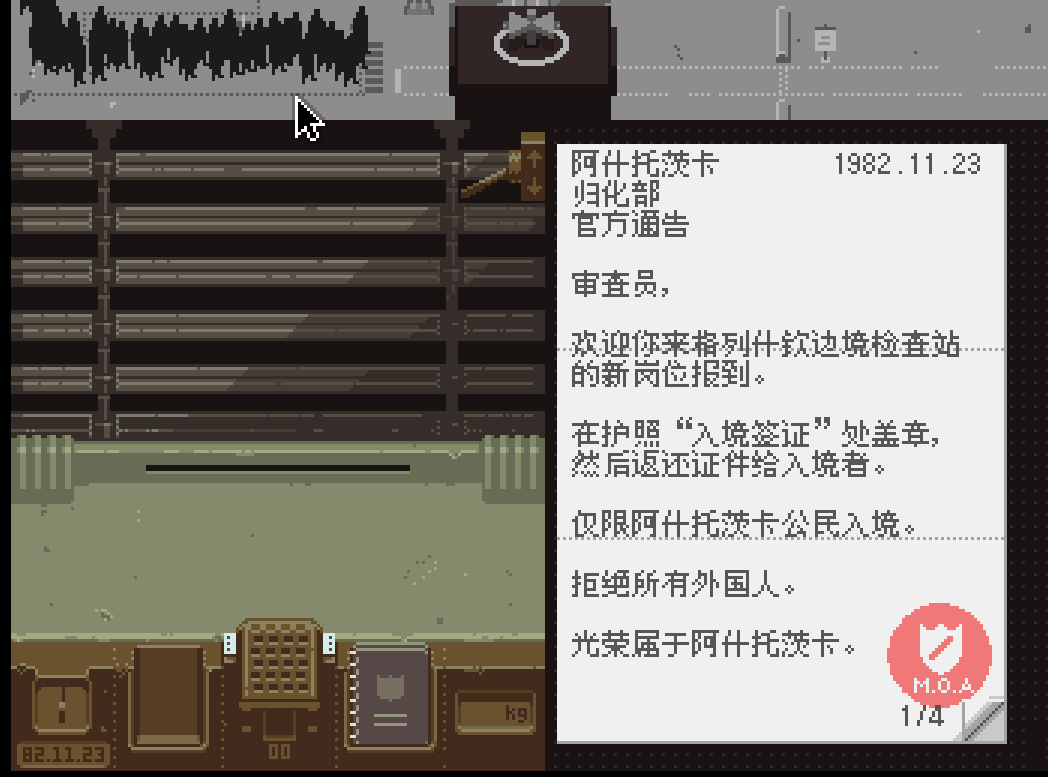 阿什托茨卡 1982.11.23
归化部
官方通告
审查员,
欢迎你来格列什钦边境检查站
的新岗位报到。
在护照“入境签证”处盖章,
然后返还证件给入境者。
仅限阿什托茨卡公民入境。
拒绝所有外国人。
光荣属于阿什托茨卡。
M.O.A
1/4
kg
00
82.11.23